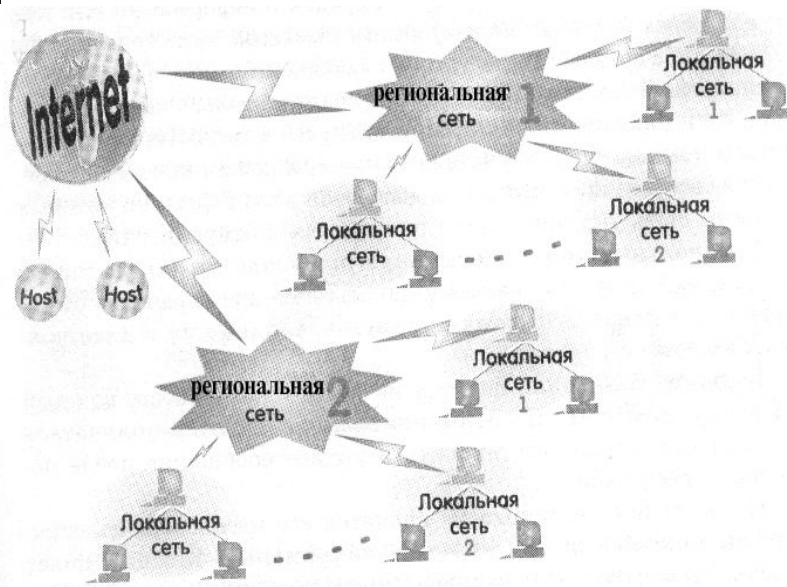 Internet
региональная
сеть 1
Локальная
сеть
1
Локальная
сеть
Локальная
сеть
2
Host
Host
региональная
сеть 2
Локальная
сеть
1
Локальная
сеть
Локальная
сеть
2